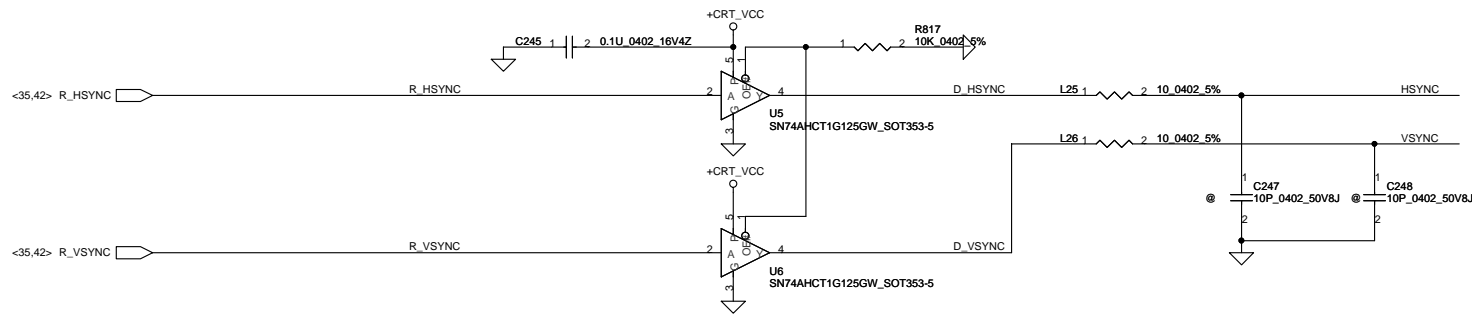 +CRT_VCC
R817
C245 1 2 0.1U_0402_16V4Z 1 2 10K_0402_5%
5 1
P OE#
<35,42> R_HSYNC R_HSYNC 2 A Y 4 D_HSYNC L25 1 2 10_0402_5% HSYNC
G
U5
3 SN74AHCT1G125GW_SOT353-5
L26 1 2 10_0402_5% VSYNC
+CRT_VCC
1 C247 1 C248
@ 10P_0402_50V8J @ 10P_0402_50V8J
2 2
5 1
P OE#
<35,42> R_VSYNC R_VSYNC 2 A Y 4 D_VSYNC
G
U6
3 SN74AHCT1G125GW_SOT353-5